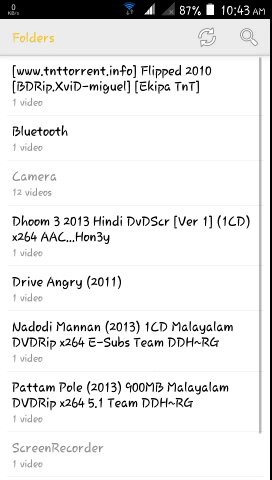 0
KB/s
87%
10:43 AM
Folders
[www.tnttorrent.info] Flipped 2010
[BDRip,XviD-miguel] [Ekipa TnT]
1 video
Bluetooth
1 video
Camera
12 videos
Dhoom 3 2013 Hindi DvDScr [Ver 1] (1CD)
x264 AAC...Hon3y
1 video
Drive Angry (2011)
1 video
Nadodi Mannan (2013) 1CD Malayalam
DVDRip x264 E-Subs Team DDH~RG
1 video
Pattam Pole (2013) 900MB Malayalam
DVDRip x264 5.1 Team DDH~RG
1 video
ScreenRecorder
1 video